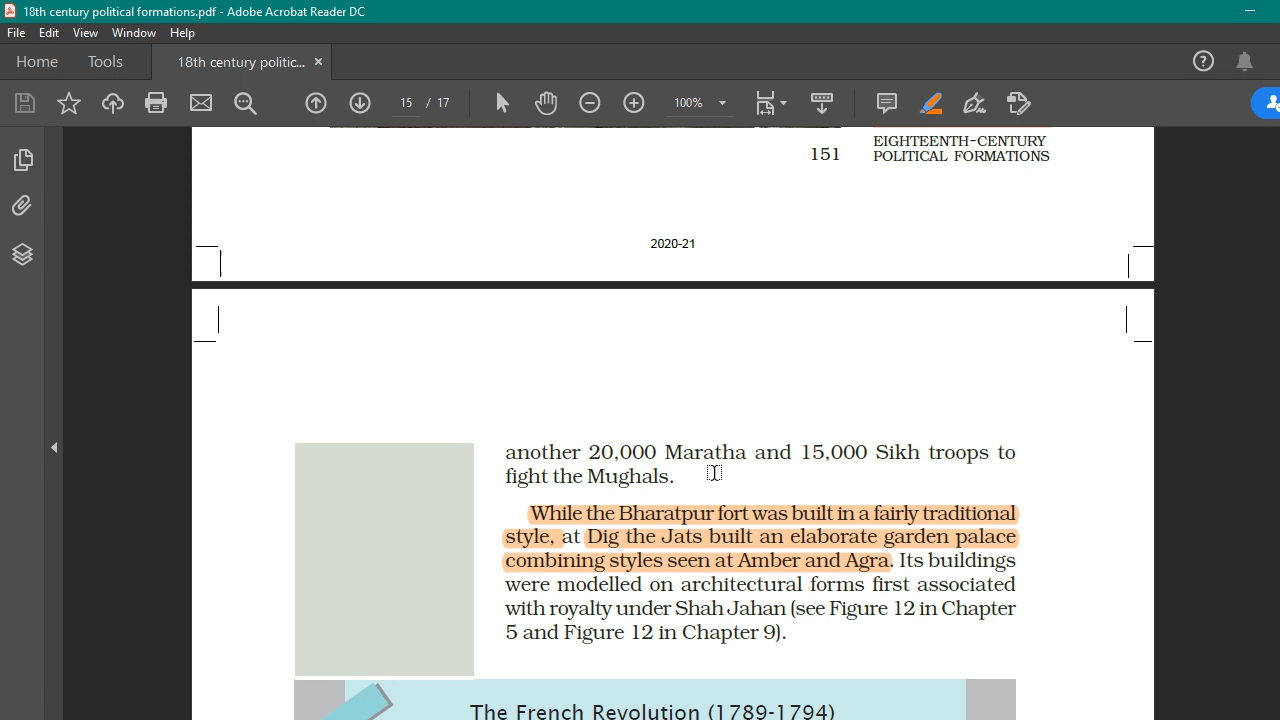 18th century political formations.pdf - Adobe Acrobat Reader DC
File Edit View Window Help
Home Tools 18th century politic... ×
15 / 17 100%
151
EIGHTEENTH-CENTURY
POLITICAL FORMATIONS
2020-21
another 20,000 Maratha and 15,000 Sikh troops to
fight the Mughals.
While the Bharatpur fort was built in a fairly traditional
style, at Dig the Jats built an elaborate garden palace
combining styles seen at Amber and Agra. Its buildings
were modelled on architectural forms first associated
with royalty under Shah Jahan (see Figure 12 in Chapter
5 and Figure 12 in Chapter 9).
The French Revolution (1789-1794)